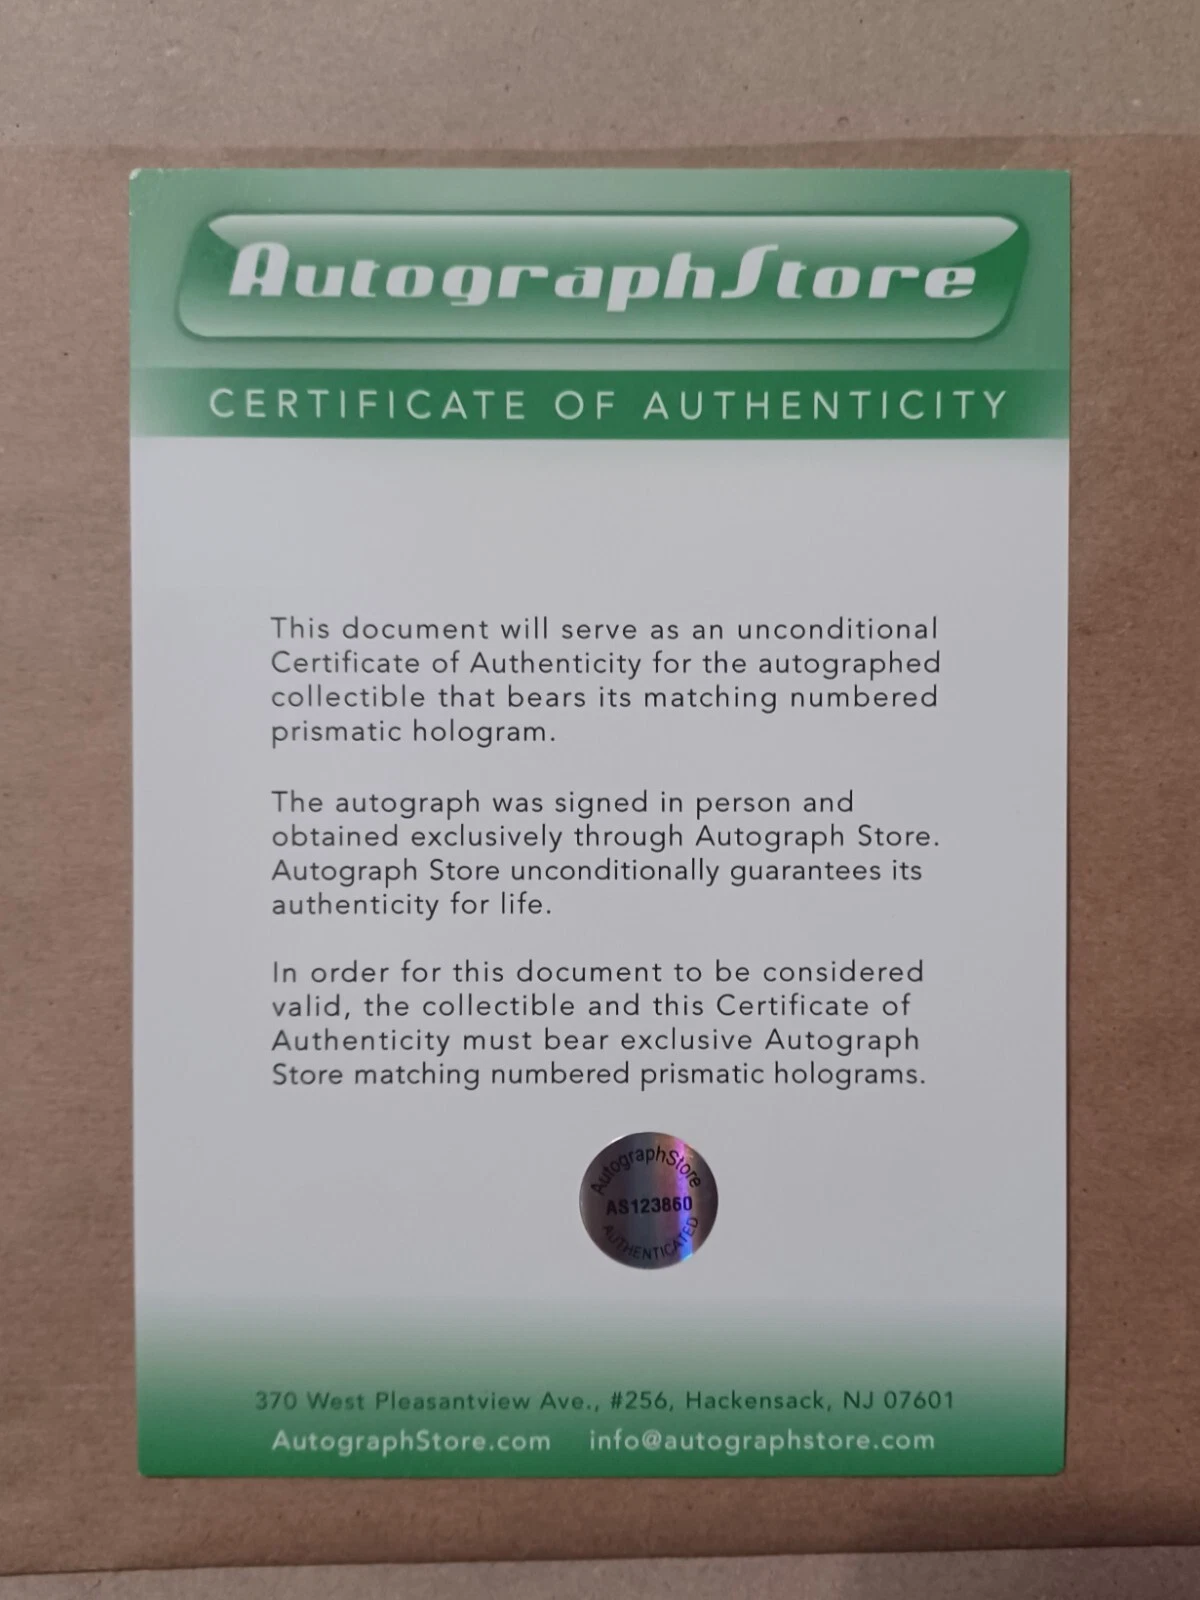 AutographStore
CERTIFICATE OF AUTHENTICITY
This document will serve as an unconditional
Certificate of Authenticity for the autographed
collectible that bears its matching numbered
prismatic hologram.
The autograph was signed in person and
obtained exclusively through Autograph Store.
Autograph Store unconditionally guarantees its
authenticity for life.
In order for this document to be considered
valid, the collectible and this Certificate of
Authenticity must bear exclusive Autograph
Store matching numbered prismatic holograms.
AutographStore
AS123860
AUTHENTICATED
370 West Pleasantview Ave., #256, Hackensack, NJ 07601
AutographStore.com info@autographstore.com